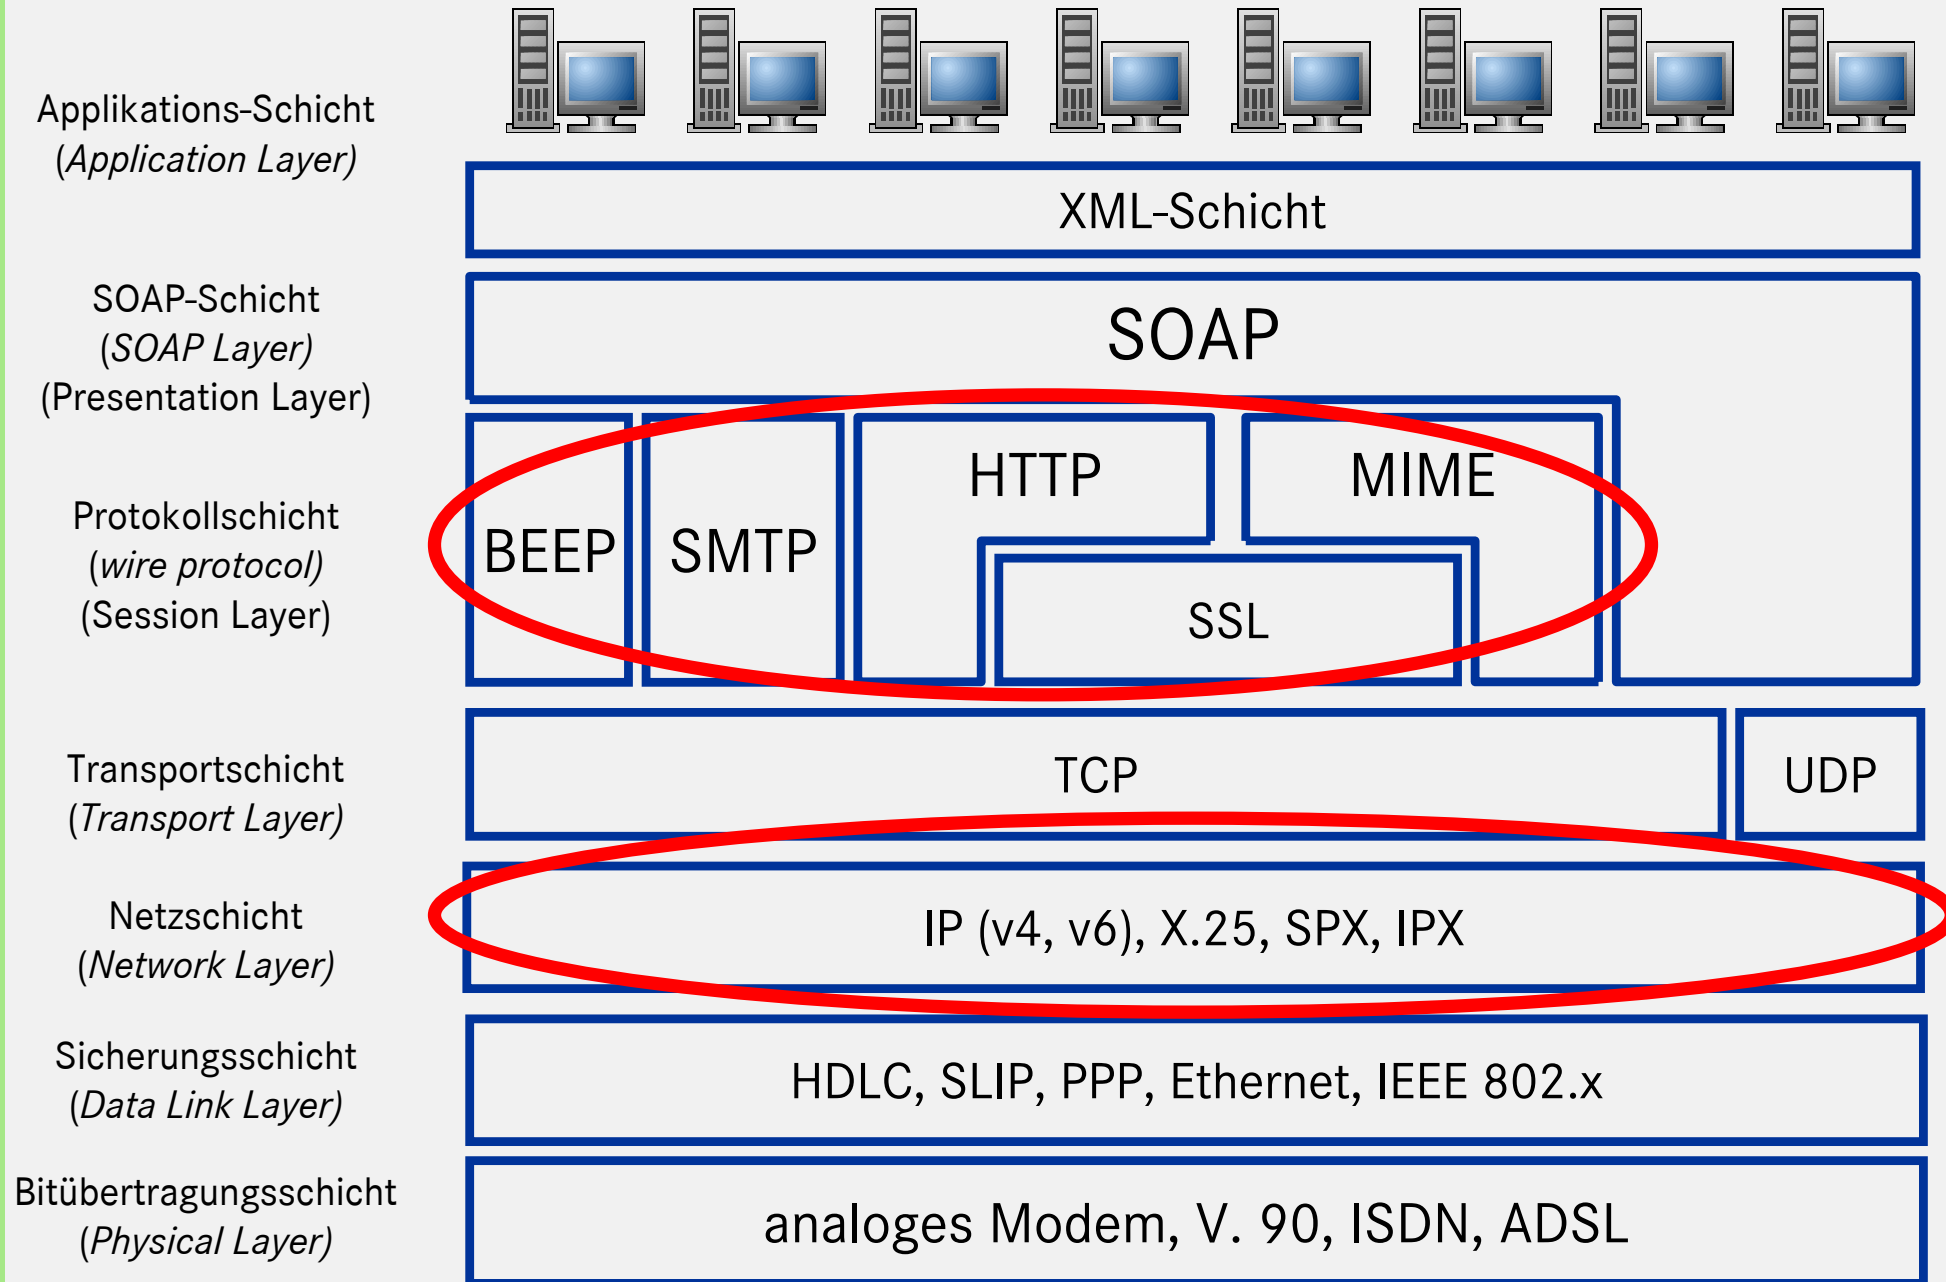 Applikations-Schicht
(Application Layer)
XML-Schicht
SOAP-Schicht
(SOAP Layer)
(Presentation Layer)
SOAP
Protokollschicht
(wire protocol)
(Session Layer)
BEEP
SMTP
HTTP
MIME
SSL
Transportschicht
(Transport Layer)
TCP
UDP
Netzschicht
(Network Layer)
IP (v4, v6), X.25, SPX, IPX
Sicherungsschicht
(Data Link Layer)
HDLC, SLIP, PPP, Ethernet, IEEE 802.x
Bitübertragungsschicht
(Physical Layer)
analoges Modem, V. 90, ISDN, ADSL